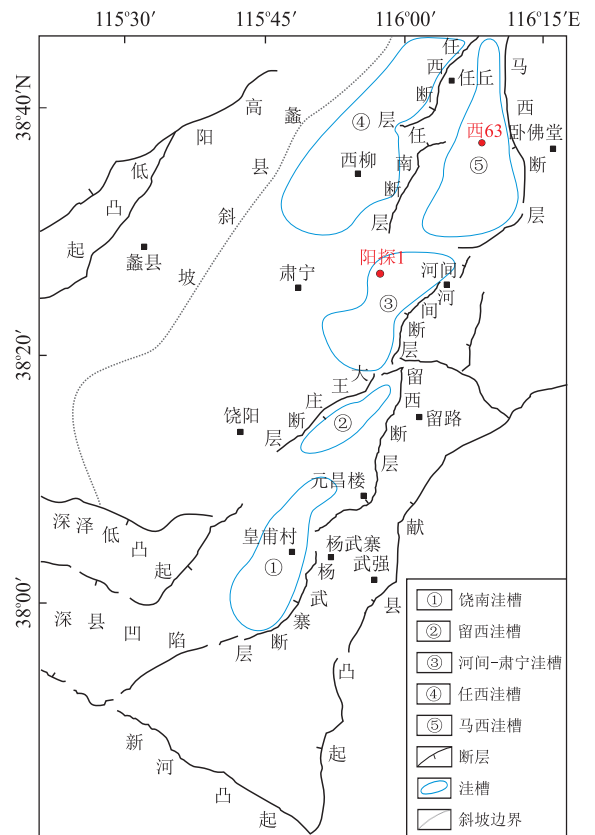 115°30′ 115°45′ 116°00′ 116°15′E
38°40′N
38°20′
38°00′
高阳低凸起
蠡县斜坡
任西断层
任南断层
马西断层
任丘
西63
卧佛堂
④
⑤
西柳
蠡县
肃宁
阳探1
河间
河间断层
③
大王庄断层
留西断层
②
饶阳
留路
元昌楼
深泽低凸起
皇甫村
①
杨武寨
武强
杨武寨断层
献县凸起
深县凹陷
新河凸起
① 饶南洼槽
② 留西洼槽
③ 河间-肃宁洼槽
④ 任西洼槽
⑤ 马西洼槽
断层
洼槽
斜坡边界